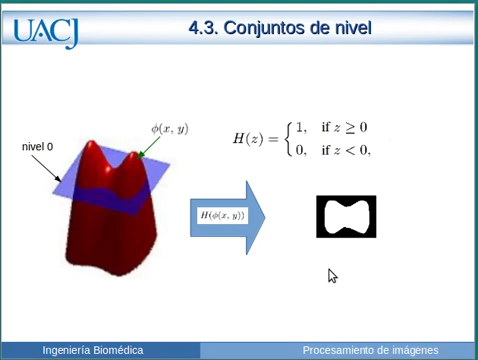 UACJ
4.3. Conjuntos de nivel
ϕ(x, y)
nivel 0
H(z) = { 1, if z ≥ 0
0, if z < 0,
H(ϕ(x, y))
Ingeniería Biomédica
Procesamiento de imágenes